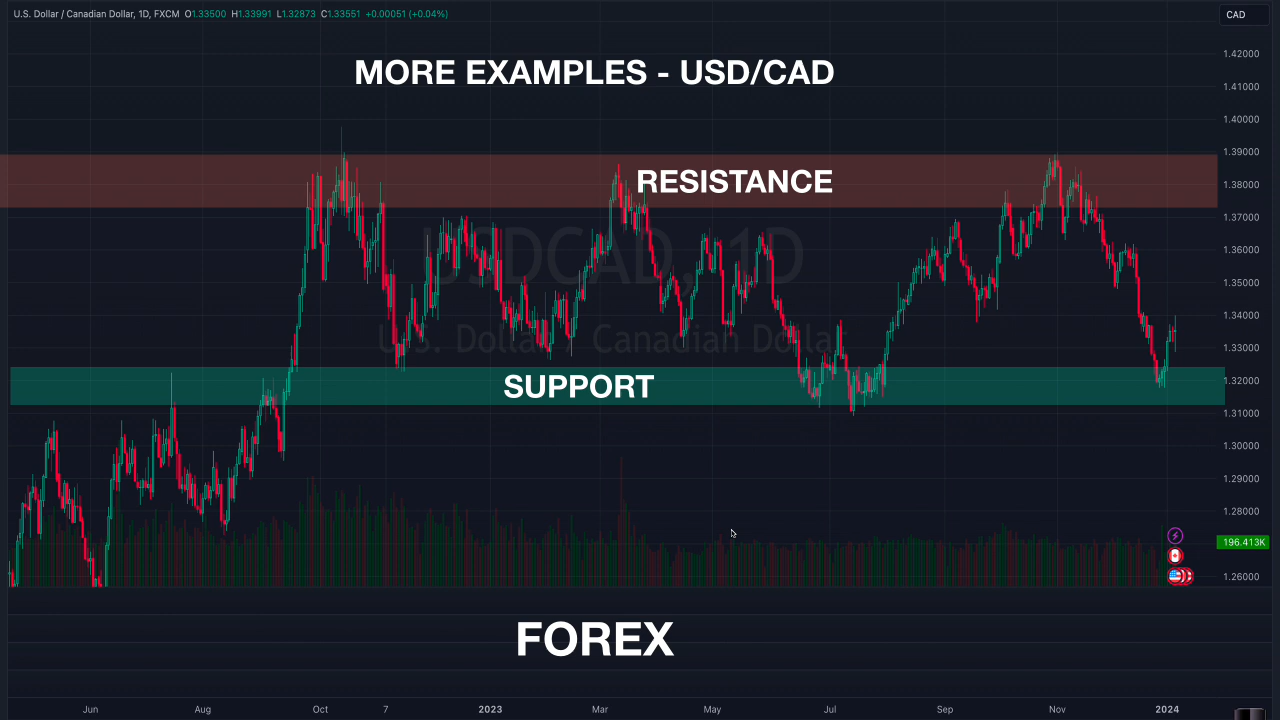 U.S. Dollar / Canadian Dollar, 1D, FXCM O1.33500 H1.33991 L1.32873 C1.33551 +0.00051 (+0.04%)
CAD
MORE EXAMPLES - USD/CAD
1.42000
1.41000
1.40000
1.39000
RESISTANCE
1.38000
1.37000
USDCAD, 1D
1.36000
1.35000
1.34000
U.S. Dollar / Canadian Dollar
1.33000
SUPPORT
1.32000
1.31000
1.30000
1.29000
1.28000
196.413K
1.26000
FOREX
Jun Aug Oct 7 2023 Mar May Jul Sep Nov 2024